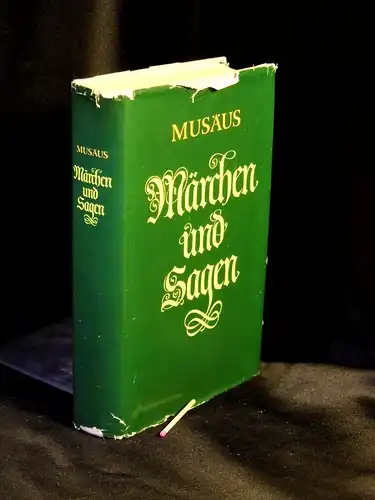 MUSÄUS
Märchen
und
Sagen
MUSÄUS
Märchen
und
Sagen